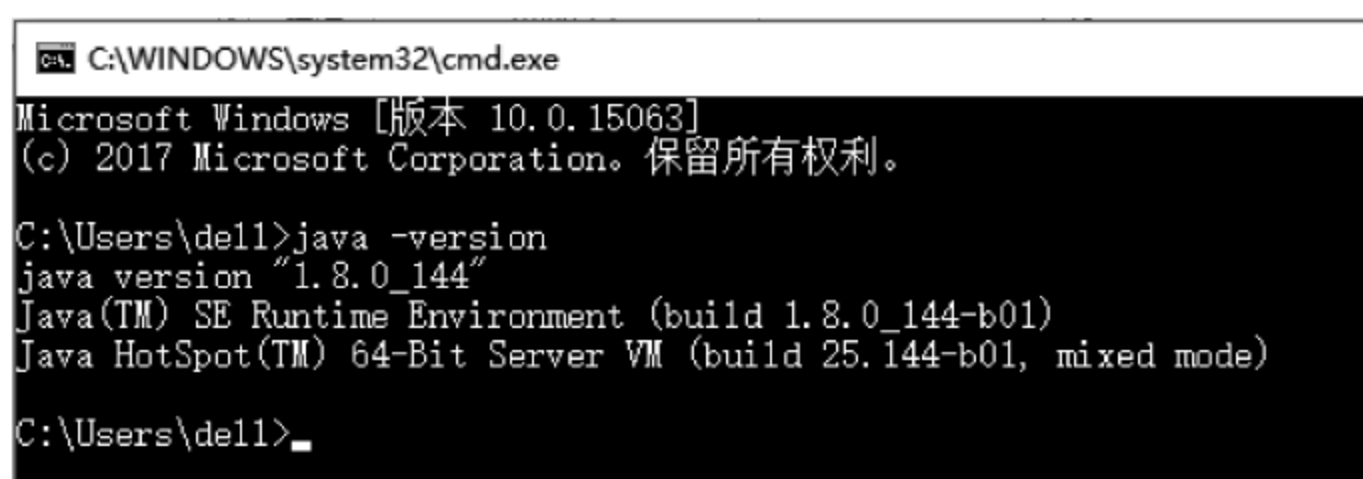 C:\WINDOWS\system32\cmd.exe
Microsoft Windows [版本 10.0.15063]
(c) 2017 Microsoft Corporation。保留所有权利。
C:\Users\dell>java -version
java version "1.8.0_144"
Java(TM) SE Runtime Environment (build 1.8.0_144-b01)
Java HotSpot(TM) 64-Bit Server VM (build 25.144-b01, mixed mode)
C:\Users\dell>